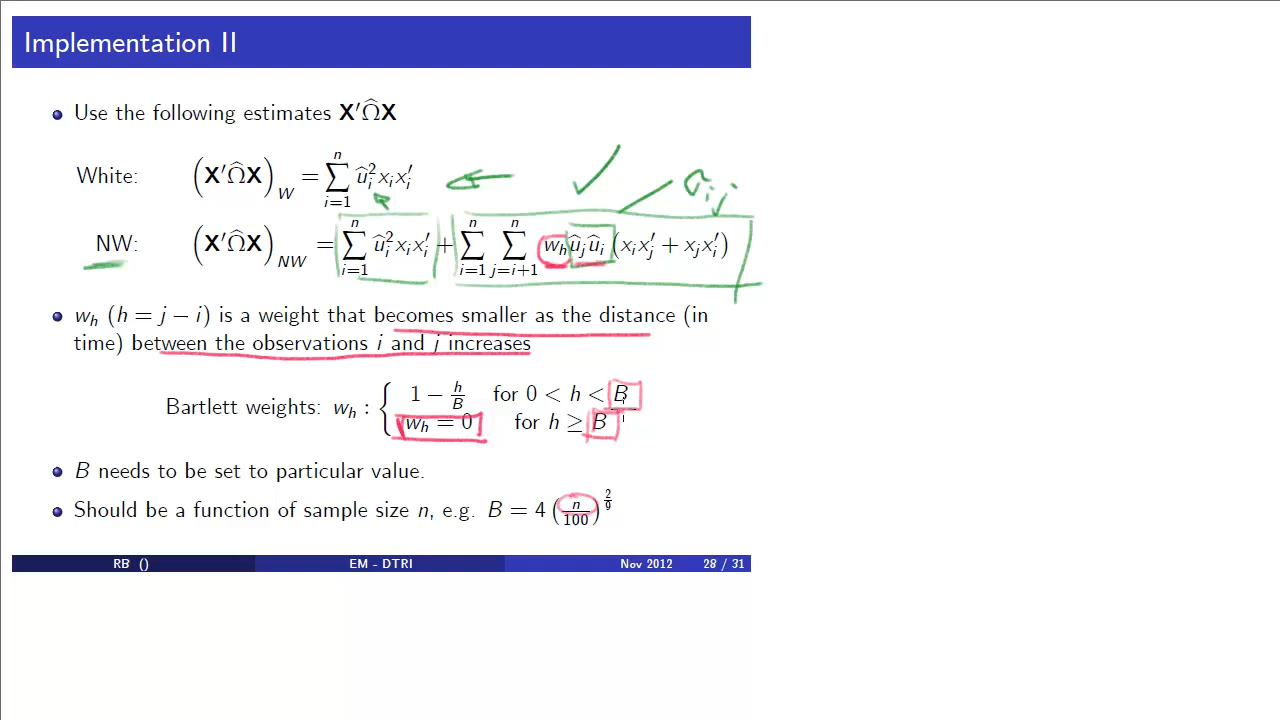 Implementation II
Use the following estimates X′Ω̂X
White: (X′Ω̂X)_W = ∑_{i=1}^{n} û_i² x_i x_i′
σ_ij
NW: (X′Ω̂X)_NW = ∑_{i=1}^{n} û_i² x_i x_i′ + ∑_{i=1}^{n} ∑_{j=i+1}^{n} w_h û_j û_i (x_i x_j′ + x_j x_i′)
w_h (h = j − i) is a weight that becomes smaller as the distance (in
time) between the observations i and j increases
Bartlett weights: w_h : { 1 − h/B for 0 < h < B
w_h = 0 for h ≥ B
B needs to be set to particular value.
Should be a function of sample size n, e.g. B = 4 (n/100)^{2/9}
RB () EM - DTRI Nov 2012 28 / 31